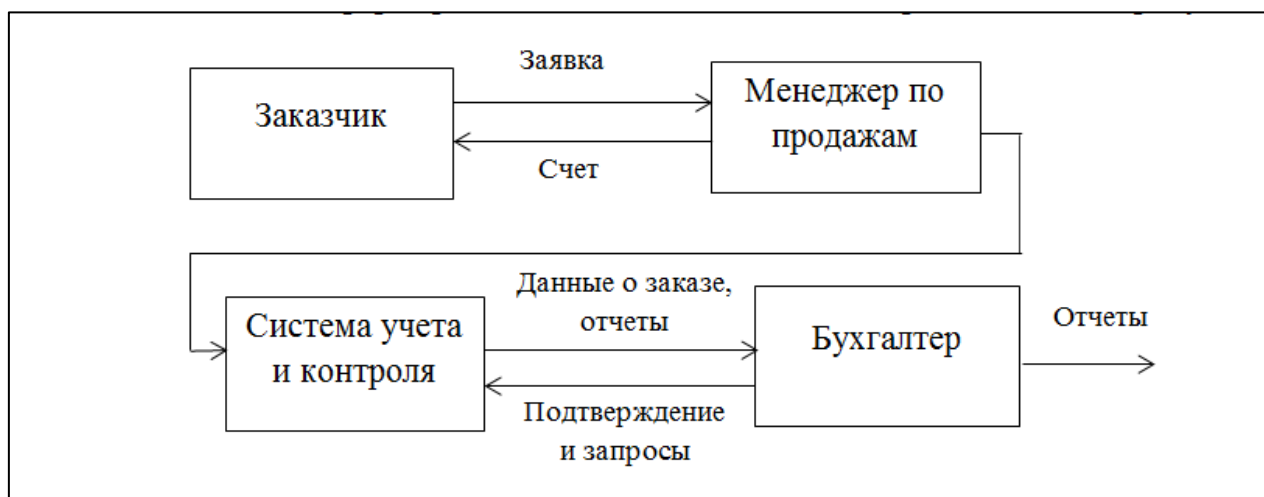 Заявка
Заказчик
Менеджер по
продажам
Счет
Данные о заказе,
отчеты
Система учета
и контроля
Бухгалтер
Отчеты
Подтверждение
и запросы